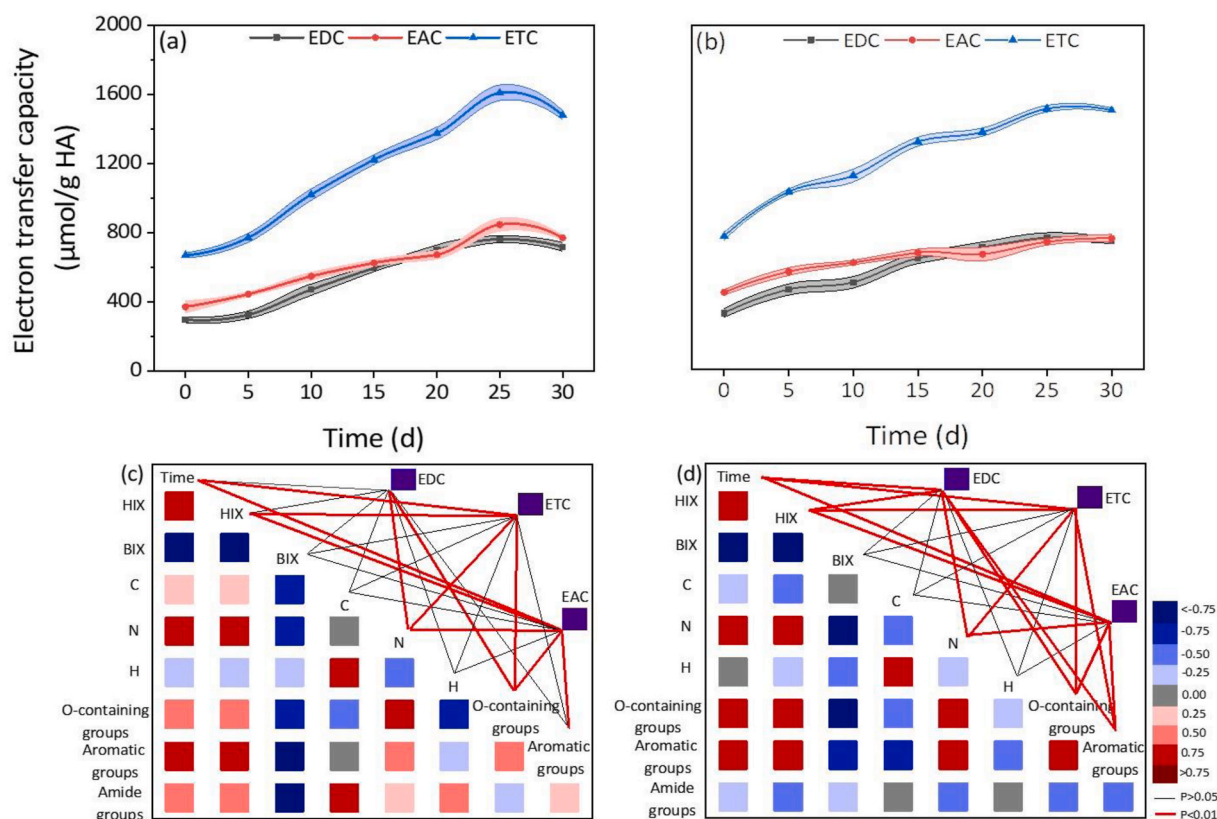 Electron transfer capacity
(μmol/g HA)
2000
1600
1200
800
400
0
(a)
EDC
EAC
ETC
0 5 10 15 20 25 30
Time (d)
(b)
EDC
EAC
ETC
0 5 10 15 20 25 30
Time (d)
(c)
Time
EDC
HIX
HIX
ETC
BIX
BIX
C
C
EAC
N
N
H
H
O-containing
groups
O-containing
groups
Aromatic
groups
Aromatic
groups
Amide
groups
(d)
Time
EDC
HIX
HIX
ETC
BIX
BIX
C
C
EAC
N
N
H
H
O-containing
groups
O-containing
groups
Aromatic
groups
Aromatic
groups
Amide
groups
<-0.75
-0.75
-0.50
-0.25
0.00
0.25
0.50
0.75
>0.75
P>0.05
P<0.01